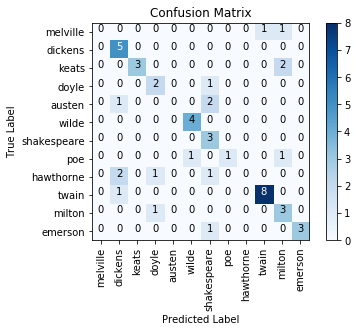 Confusion Matrix
melville 0 0 0 0 0 0 0 0 0 1 1 0
dickens 0 5 0 0 0 0 0 0 0 0 0 0
keats 0 0 3 0 0 0 0 0 0 0 2 0
doyle 0 0 0 2 0 0 1 0 0 0 0 0
austen 0 1 0 0 0 0 2 0 0 0 0 0
wilde 0 0 0 0 0 4 0 0 0 0 0 0
shakespeare 0 0 0 0 0 0 3 0 0 0 0 0
poe 0 0 0 0 0 1 0 1 0 0 1 0
hawthorne 0 2 0 1 0 0 1 0 0 0 0 0
twain 0 1 0 0 0 0 0 0 0 8 0 0
milton 0 0 0 1 0 0 0 0 0 0 3 0
emerson 0 0 0 0 0 0 1 0 0 0 0 3
True Label
melville dickens keats doyle austen wilde shakespeare poe hawthorne twain milton emerson
Predicted Label
8
7
6
5
4
3
2
1
0